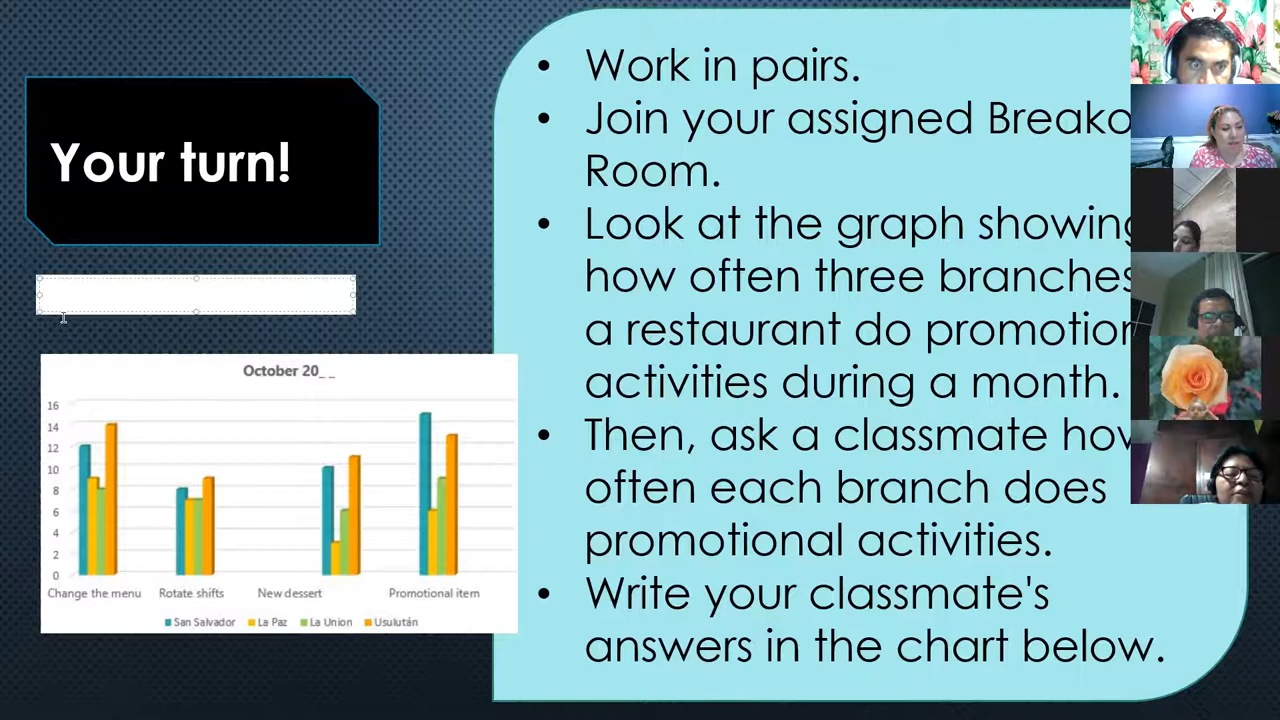 Your turn!
• Work in pairs.
• Join your assigned
Room.
• Look at the graph showing
how often three branches
a restaurant do
activities during a month.
• Then, ask a classmate
often each branch does
promotional activities.
• Write your classmate's
answers in the chart below.
October 20_ _
16
14
12
10
8
6
4
2
0
Change the menu Rotate shifts New dessert Promotional item
San Salvador La Paz La Union Usulután